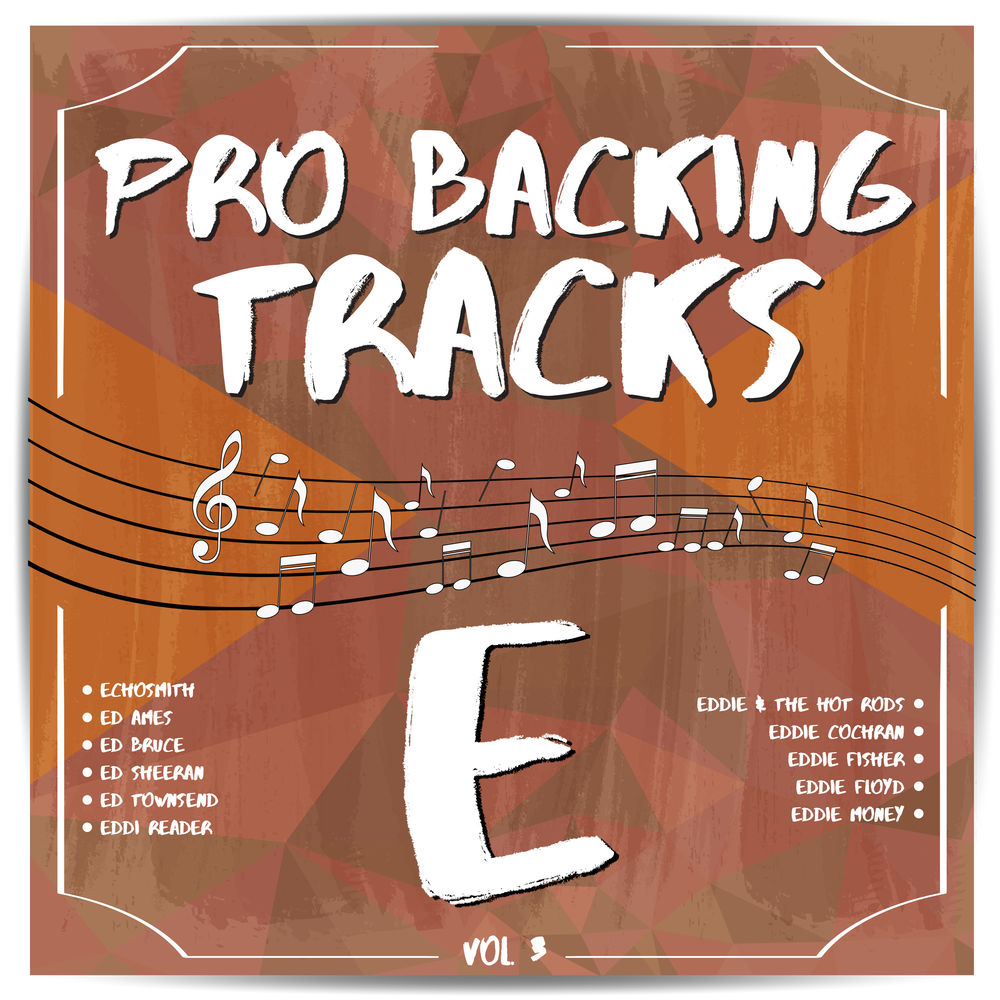 PRO BACKING
TRACKS
E
• ECHOSMITH
• ED AMES
• ED BRUCE
• ED SHEERAN
• ED TOWNSEND
• EDDI READER
EDDIE & THE HOT RODS •
EDDIE COCHRAN •
EDDIE FISHER •
EDDIE FLOYD •
EDDIE MONEY •
VOL. 3